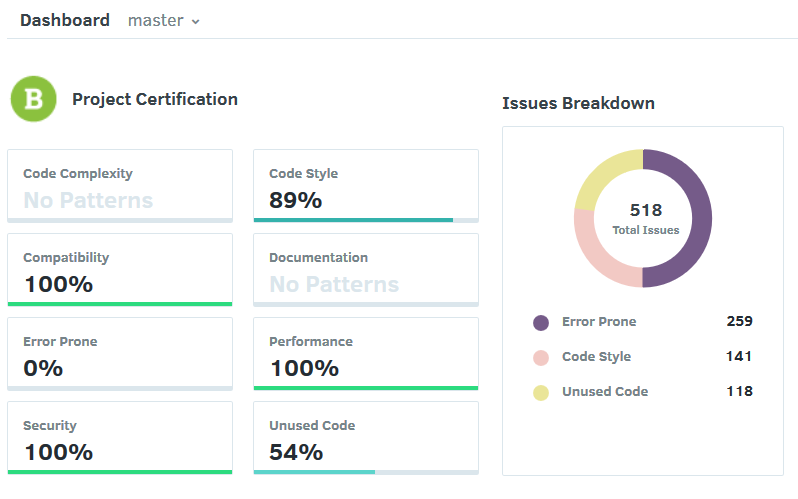 Dashboard master
B Project Certification
Code Complexity
No Patterns
Code Style
89%
Compatibility
100%
Documentation
No Patterns
Error Prone
0%
Performance
100%
Security
100%
Unused Code
54%
Issues Breakdown
518
Total Issues
Error Prone 259
Code Style 141
Unused Code 118